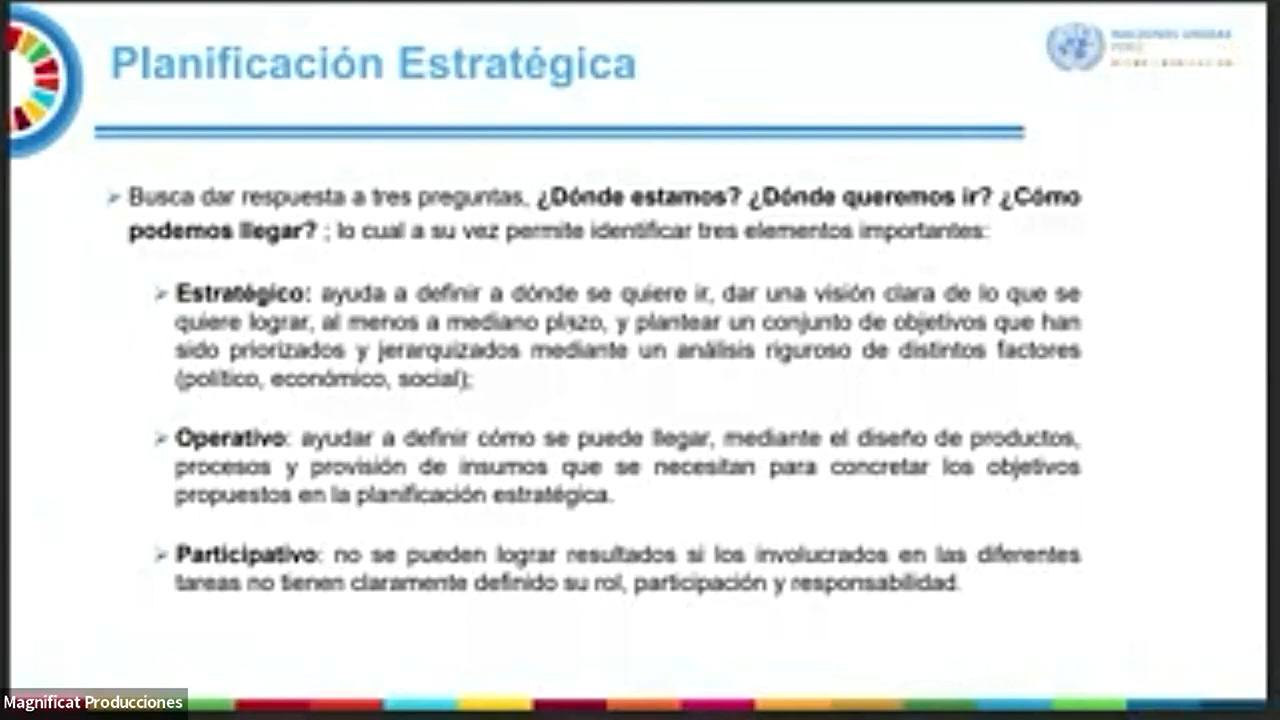 Planificación Estratégica
NACIONES UNIDAS
PERÚ
➢ Busca dar respuesta a tres preguntas, ¿Dónde estamos? ¿Dónde queremos ir? ¿Cómo
podemos llegar? ; lo cual a su vez permite identificar tres elementos importantes:
➢ Estratégico: ayuda a definir a dónde se quiere ir, dar una visión clara de lo que se
quiere lograr, al menos a mediano plazo, y plantear un conjunto de objetivos que han
sido priorizados y jerarquizados mediante un análisis riguroso de distintos factores
(político, económico, social);
➢ Operativo: ayudar a definir cómo se puede llegar, mediante el diseño de productos,
procesos y provisión de insumos que se necesitan para concretar los objetivos
propuestos en la planificación estratégica.
➢ Participativo: no se pueden lograr resultados si los involucrados en las diferentes
tareas no tienen claramente definido su rol, participación y responsabilidad.
Magnificat Producciones